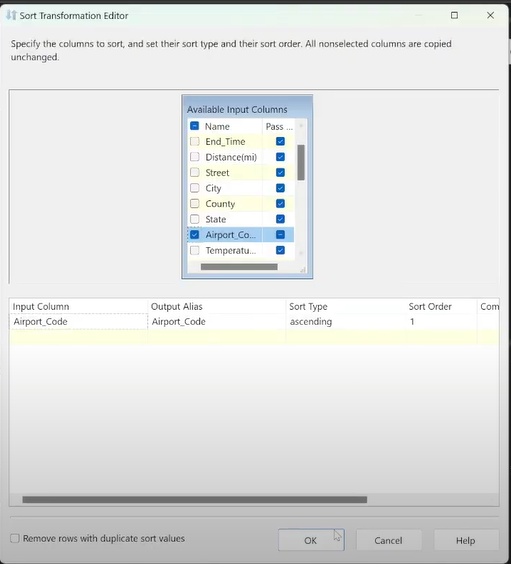 Sort Transformation Editor
Specify the columns to sort, and set their sort type and their sort order. All nonselected columns are copied
unchanged.
Available Input Columns
Name Pass ...
End_Time
Distance(mi)
Street
City
County
State
Airport_Co...
Temperatu...
Input Column Output Alias Sort Type Sort Order Com
Airport_Code Airport_Code ascending 1
Remove rows with duplicate sort values
OK Cancel Help